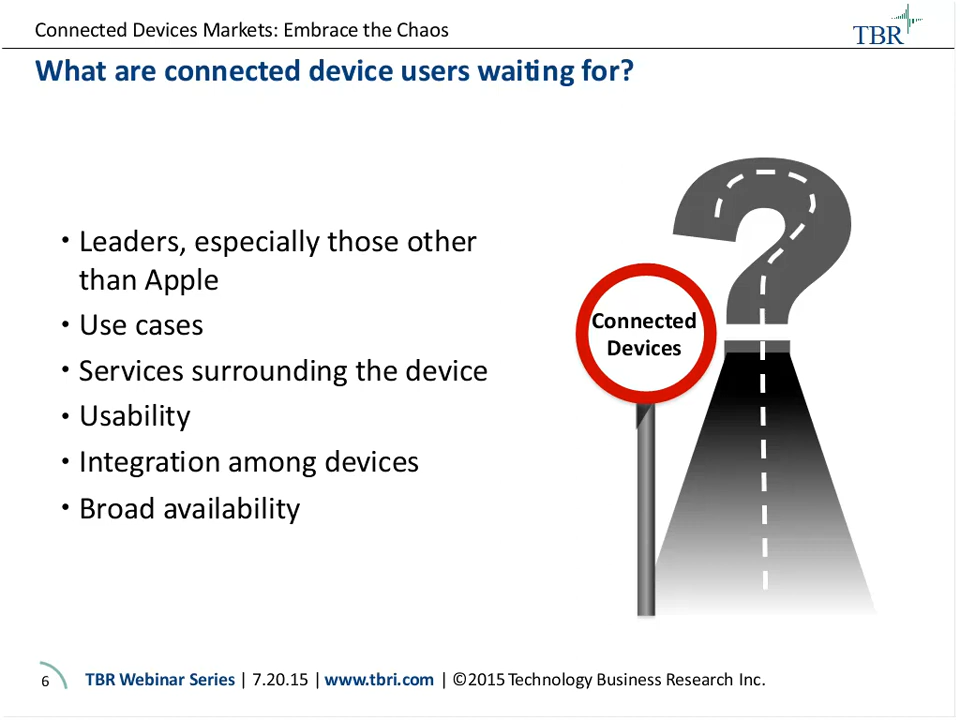 Connected Devices Markets: Embrace the Chaos
TBR
What are connected device users waiting for?
• Leaders, especially those other
than Apple
• Use cases
• Services surrounding the device
• Usability
• Integration among devices
• Broad availability
Connected
Devices
6 TBR Webinar Series | 7.20.15 | www.tbri.com | ©2015 Technology Business Research Inc.